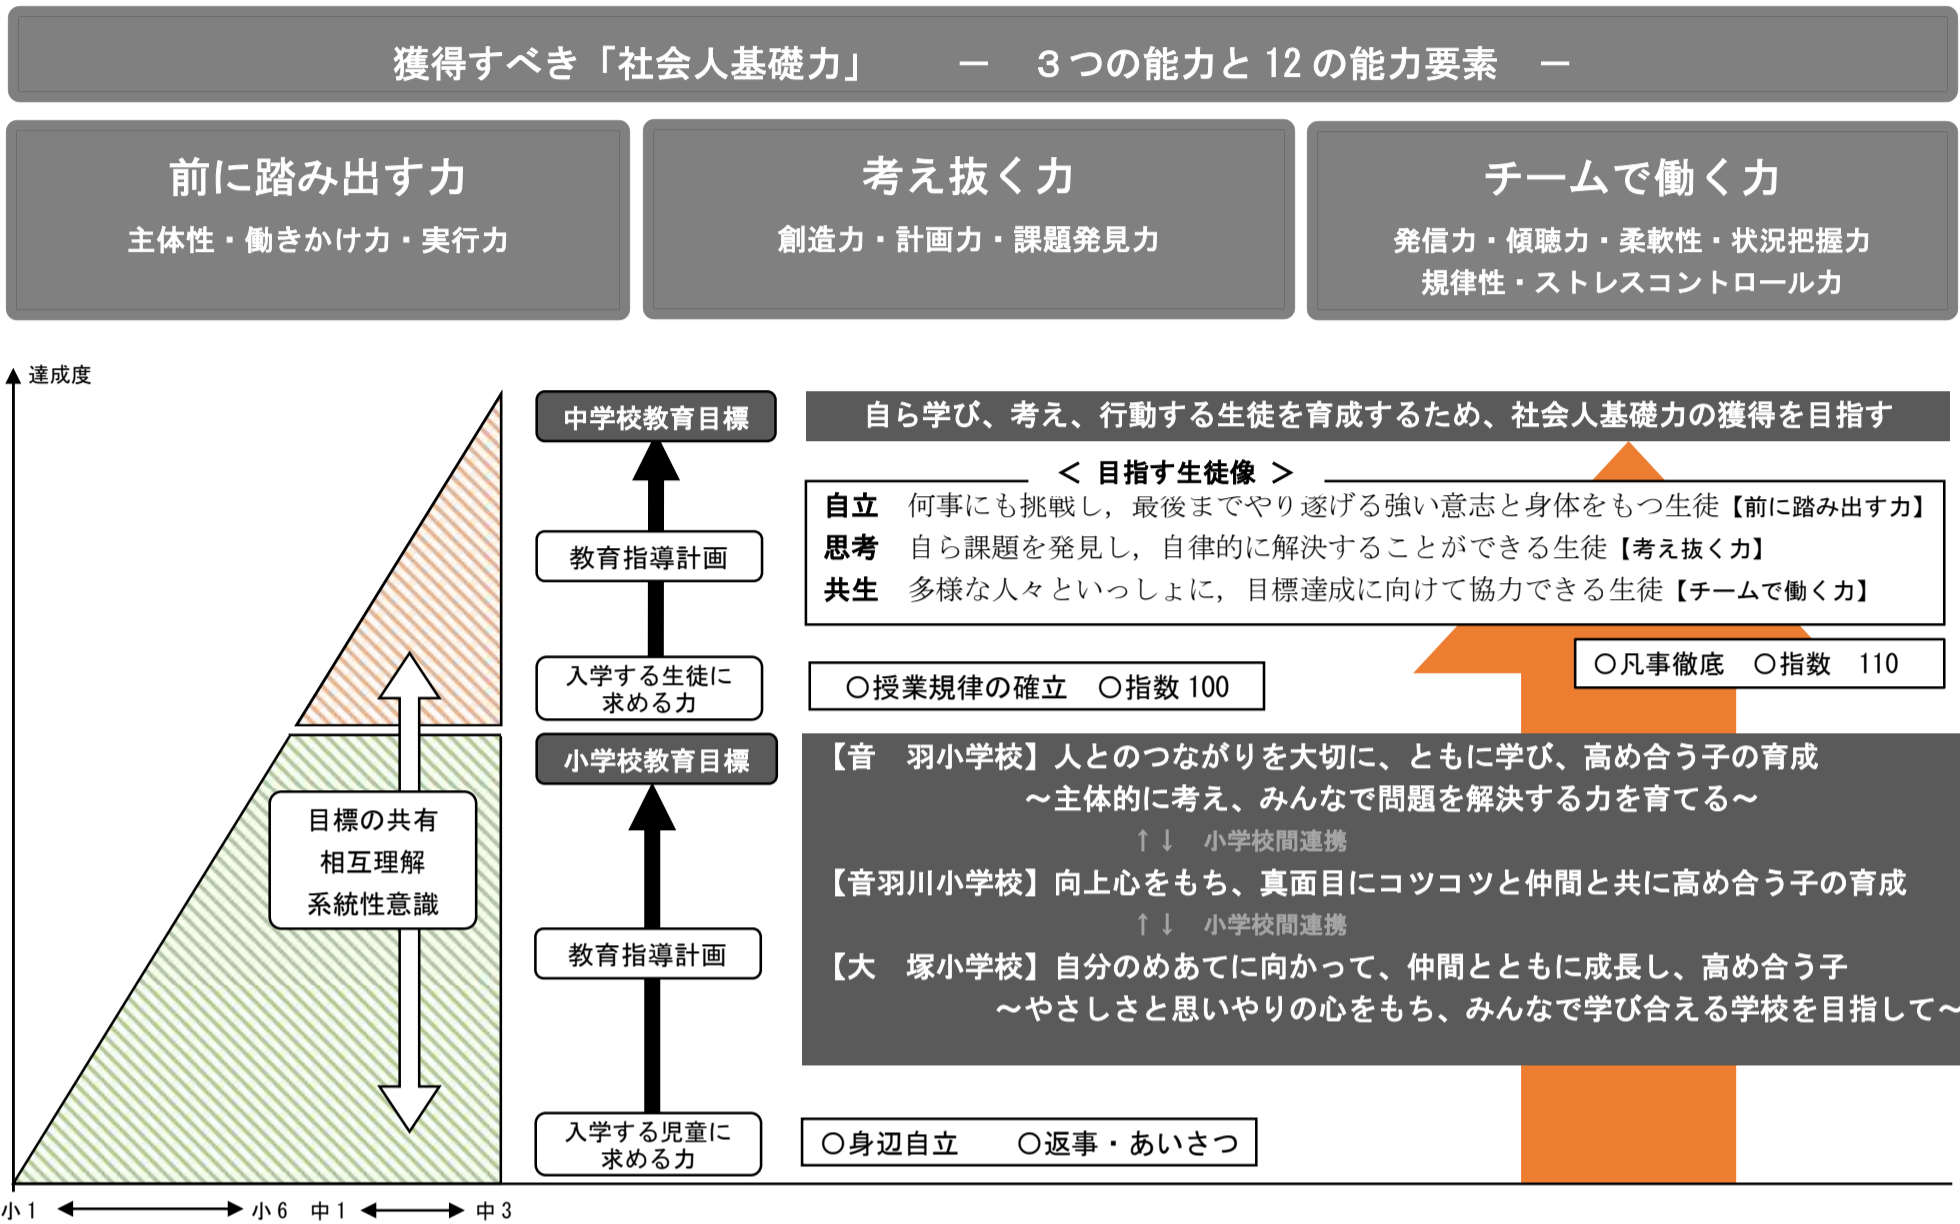 獲得すべき「社会人基礎力」　－　３つの能力と12の能力要素　－
前に踏み出す力
主体性・働きかけ力・実行力
考え抜く力
創造力・計画力・課題発見力
チームで働く力
発信力・傾聴力・柔軟性・状況把握力
規律性・ストレスコントロール力
達成度
中学校教育目標
自ら学び、考え、行動する生徒を育成するため、社会人基礎力の獲得を目指す
＜ 目指す生徒像 ＞
自立　何事にも挑戦し，最後までやり遂げる強い意志と身体をもつ生徒【前に踏み出す力】
思考　自ら課題を発見し，自律的に解決することができる生徒【考え抜く力】
共生　多様な人々といっしょに，目標達成に向けて協力できる生徒【チームで働く力】
教育指導計画
入学する生徒に
求める力
○授業規律の確立　○指数100
○凡事徹底　○指数　110
小学校教育目標
【音　羽小学校】人とのつながりを大切に、ともに学び、高め合う子の育成
～主体的に考え、みんなで問題を解決する力を育てる～
↑↓　小学校間連携
【音羽川小学校】向上心をもち、真面目にコツコツと仲間と共に高め合う子の育成
↑↓　小学校間連携
【大　塚小学校】自分のめあてに向かって、仲間とともに成長し、高め合う子
～やさしさと思いやりの心をもち、みんなで学び合える学校を目指して～
目標の共有
相互理解
系統性意識
教育指導計画
入学する児童に
求める力
○身辺自立　　○返事・あいさつ
小1
小6
中1
中3